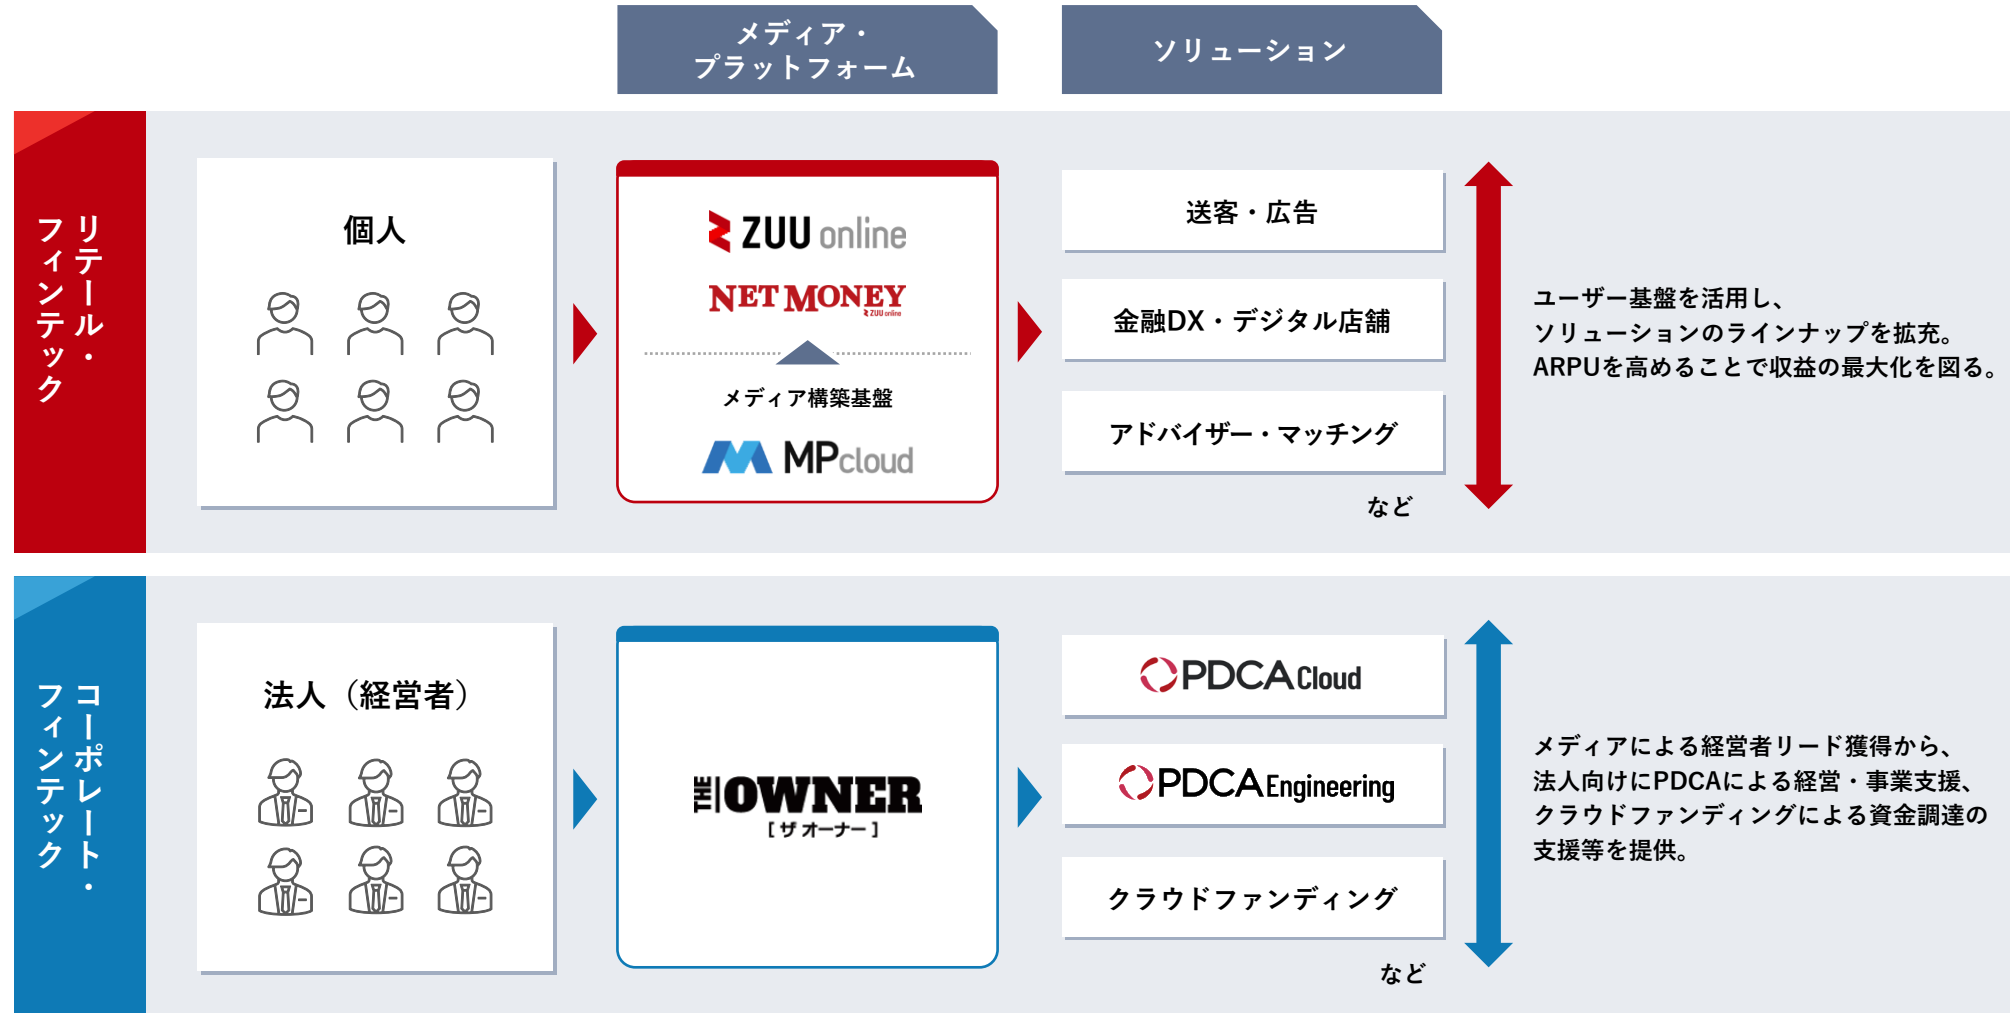 メディア・
プラットフォーム
ソリューション
リテール・
フィンテック
個人
ZUU online
NET MONEY
ZUU online
メディア構築基盤
MPcloud
送客・広告
金融DX・デジタル店舗
アドバイザー・マッチング
など
ユーザー基盤を活用し、
ソリューションのラインナップを拡充。
ARPUを高めることで収益の最大化を図る。
コーポレート・
フィンテック
法人（経営者）
THE OWNER
[ ザ オーナー ]
PDCA Cloud
PDCA Engineering
クラウドファンディング
など
メディアによる経営者リード獲得から、
法人向けにPDCAによる経営・事業支援、
クラウドファンディングによる資金調達の
支援等を提供。